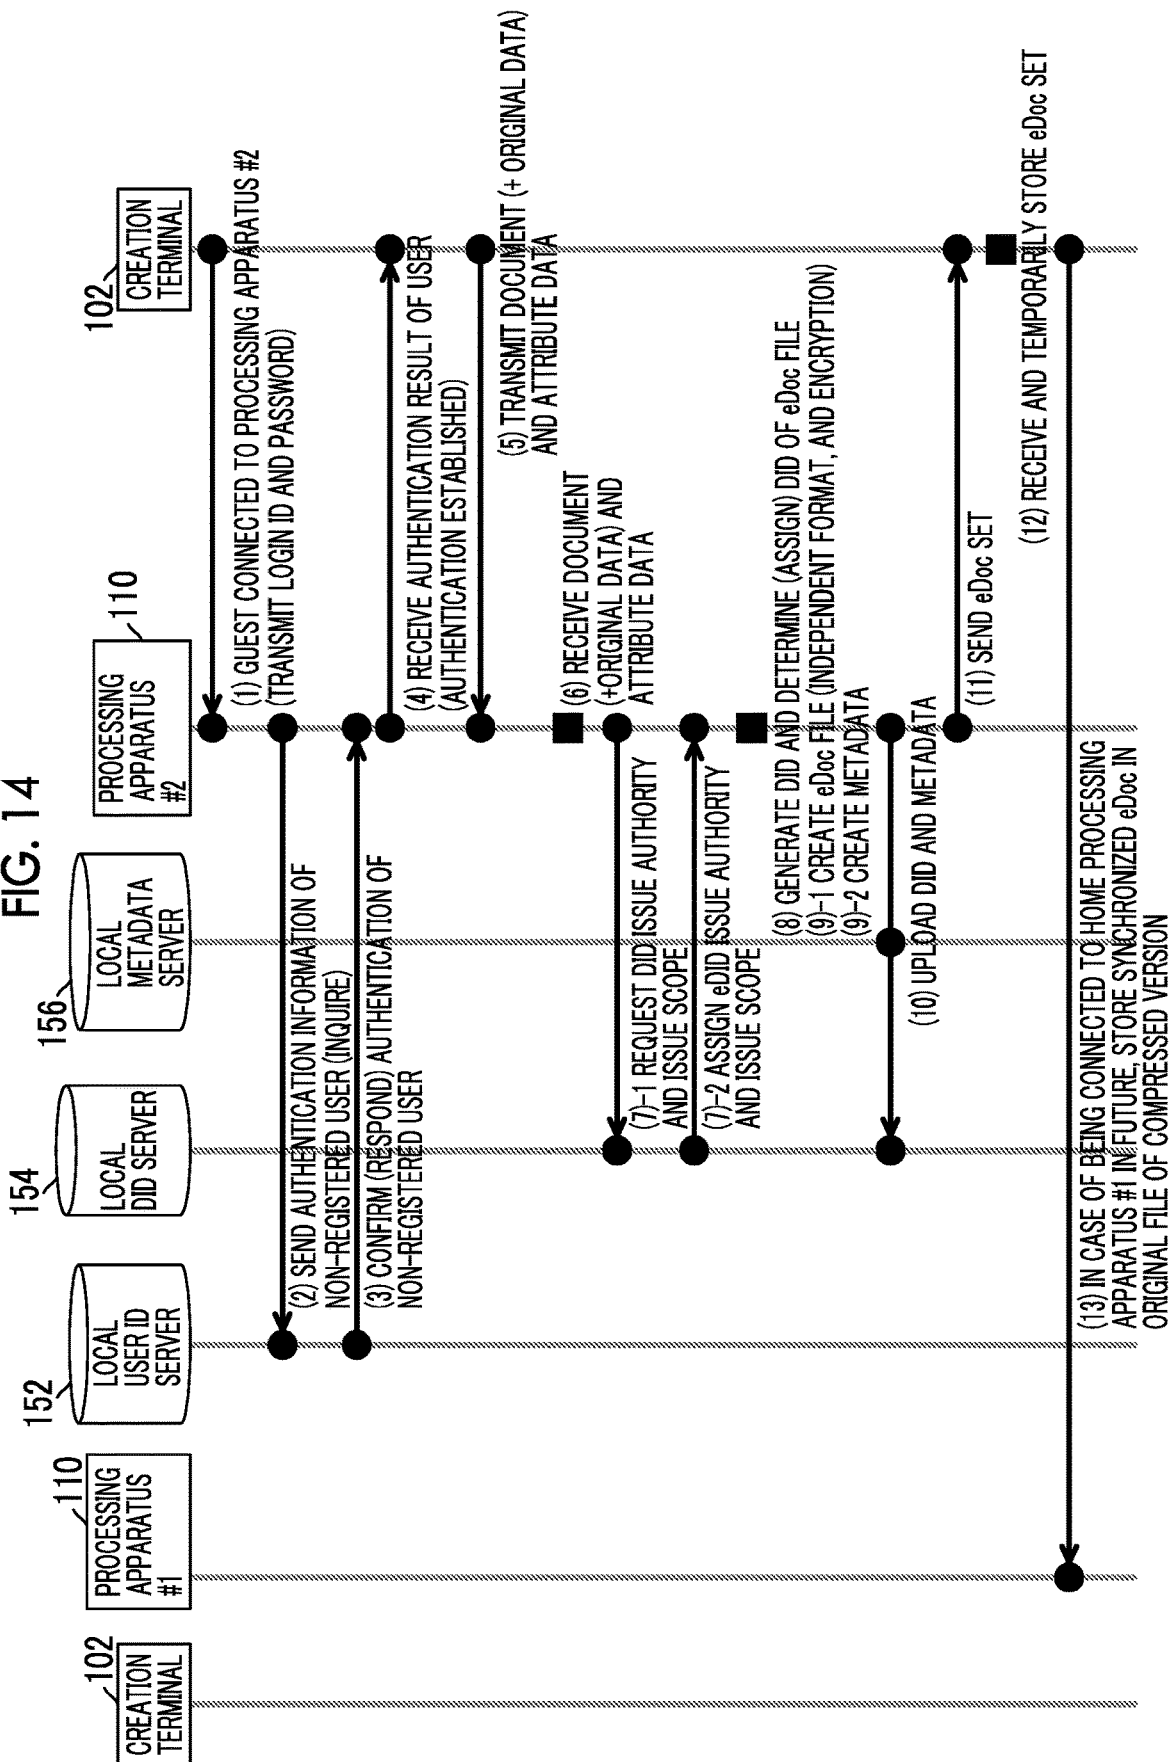 FIG. 14
102
CREATION
TERMINAL
110
PROCESSING
APPARATUS
#1
152
LOCAL
USER ID
SERVER
154
LOCAL
DID SERVER
156
LOCAL
METADATA
SERVER
110
PROCESSING
APPARATUS
#2
102
CREATION
TERMINAL
(1) GUEST CONNECTED TO PROCESSING APPARATUS #2
(TRANSMIT LOGIN ID AND PASSWORD)
(2) SEND AUTHENTICATION INFORMATION OF
NON-REGISTERED USER (INQUIRE)
(3) CONFIRM (RESPOND) AUTHENTICATION OF
NON-REGISTERED USER
(4) RECEIVE AUTHENTICATION RESULT OF USER
(AUTHENTICATION ESTABLISHED)
(5) TRANSMIT DOCUMENT (+ ORIGINAL DATA)
AND ATTRIBUTE DATA
(6) RECEIVE DOCUMENT
(+ORIGINAL DATA) AND
ATTRIBUTE DATA
(7)-1 REQUEST DID ISSUE AUTHORITY
AND ISSUE SCOPE
(7)-2 ASSIGN eDID ISSUE AUTHORITY
AND ISSUE SCOPE
(8) GENERATE DID AND DETERMINE (ASSIGN) DID OF eDoc FILE
(9)-1 CREATE eDoc FILE (INDEPENDENT FORMAT, AND ENCRYPTION)
(9)-2 CREATE METADATA
(10) UPLOAD DID AND METADATA
(11) SEND eDoc SET
(12) RECEIVE AND TEMPORARILY STORE eDoc SET
(13) IN CASE OF BEING CONNECTED TO HOME PROCESSING
APPARATUS #1 IN FUTURE, STORE SYNCHRONIZED eDoc IN
ORIGINAL FILE OF COMPRESSED VERSION